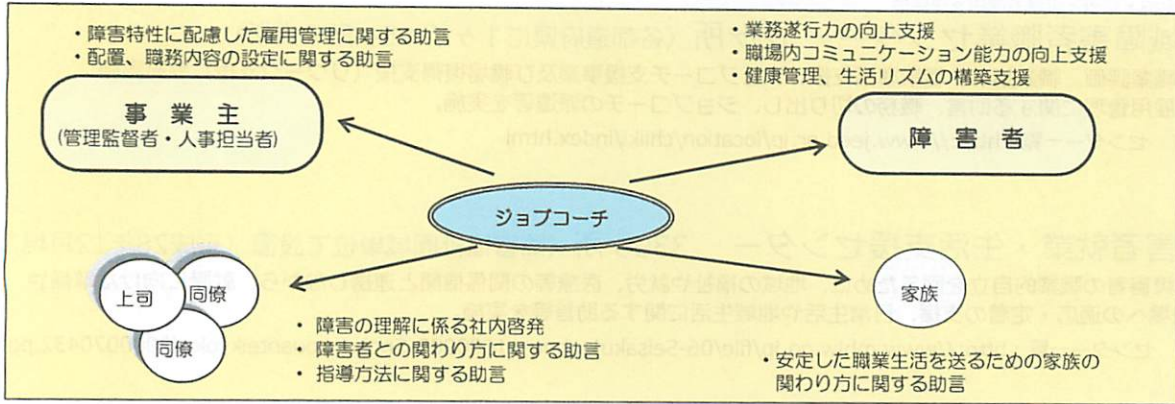 ・障害特性に配慮した雇用管理に関する助言
・配置、職務内容の設定に関する助言
事業主
(管理監督者・人事担当者)
・業務遂行力の向上支援
・職場内コミュニケーション能力の向上支援
・健康管理、生活リズムの構築支援
障害者
ジョブコーチ
上司
同僚
同僚
・障害の理解に係る社内啓発
障害者との関わり方に関する助言
・指導方法に関する助言
家族
・安定した職業生活を送るための家族の
関わり方に関する助言